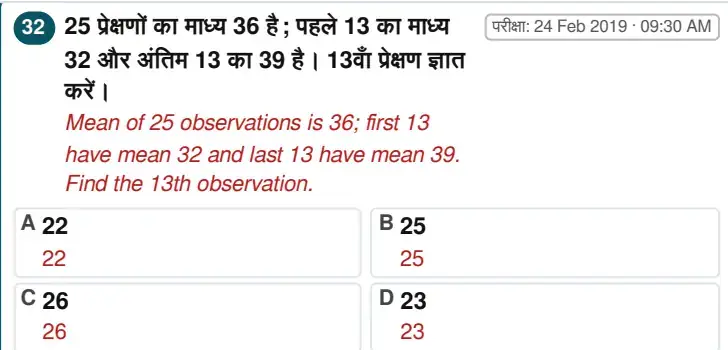 32 25 प्रेक्षणों का माध्य 36 है; पहले 13 का माध्य
परीक्षा: 24 Feb 2019 · 09:30 AM
32 और अंतिम 13 का 39 है। 13वाँ प्रेक्षण ज्ञात
करें।
Mean of 25 observations is 36; first 13
have mean 32 and last 13 have mean 39.
Find the 13th observation.
A 22
22
B 25
25
C 26
26
D 23
23